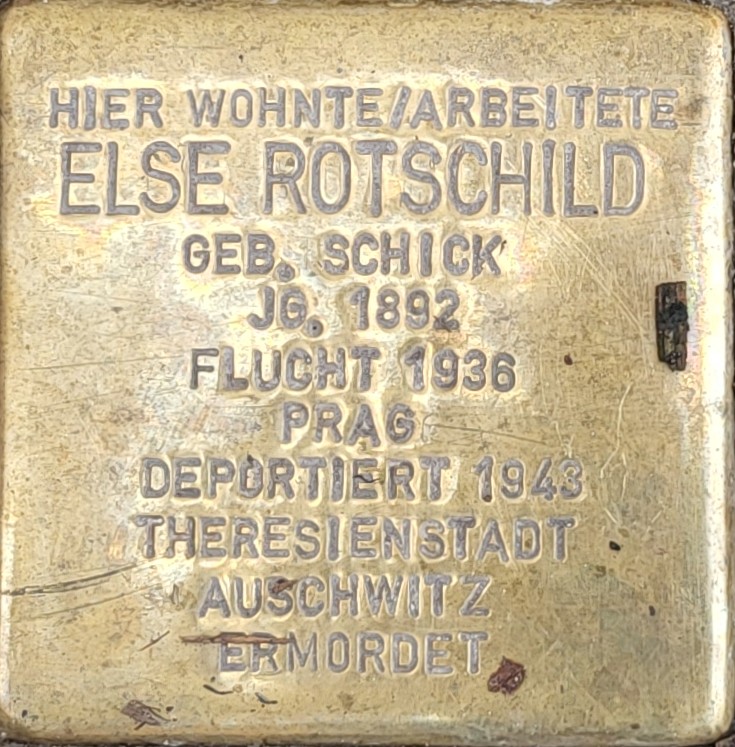 HIER WOHNTE/ARBEITETE
ELSE ROTSCHILD
GEB. SCHICK
JG. 1892
FLUCHT 1936
PRAG
DEPORTIERT 1943
THERESIENSTADT
AUSCHWITZ
ERMORDET